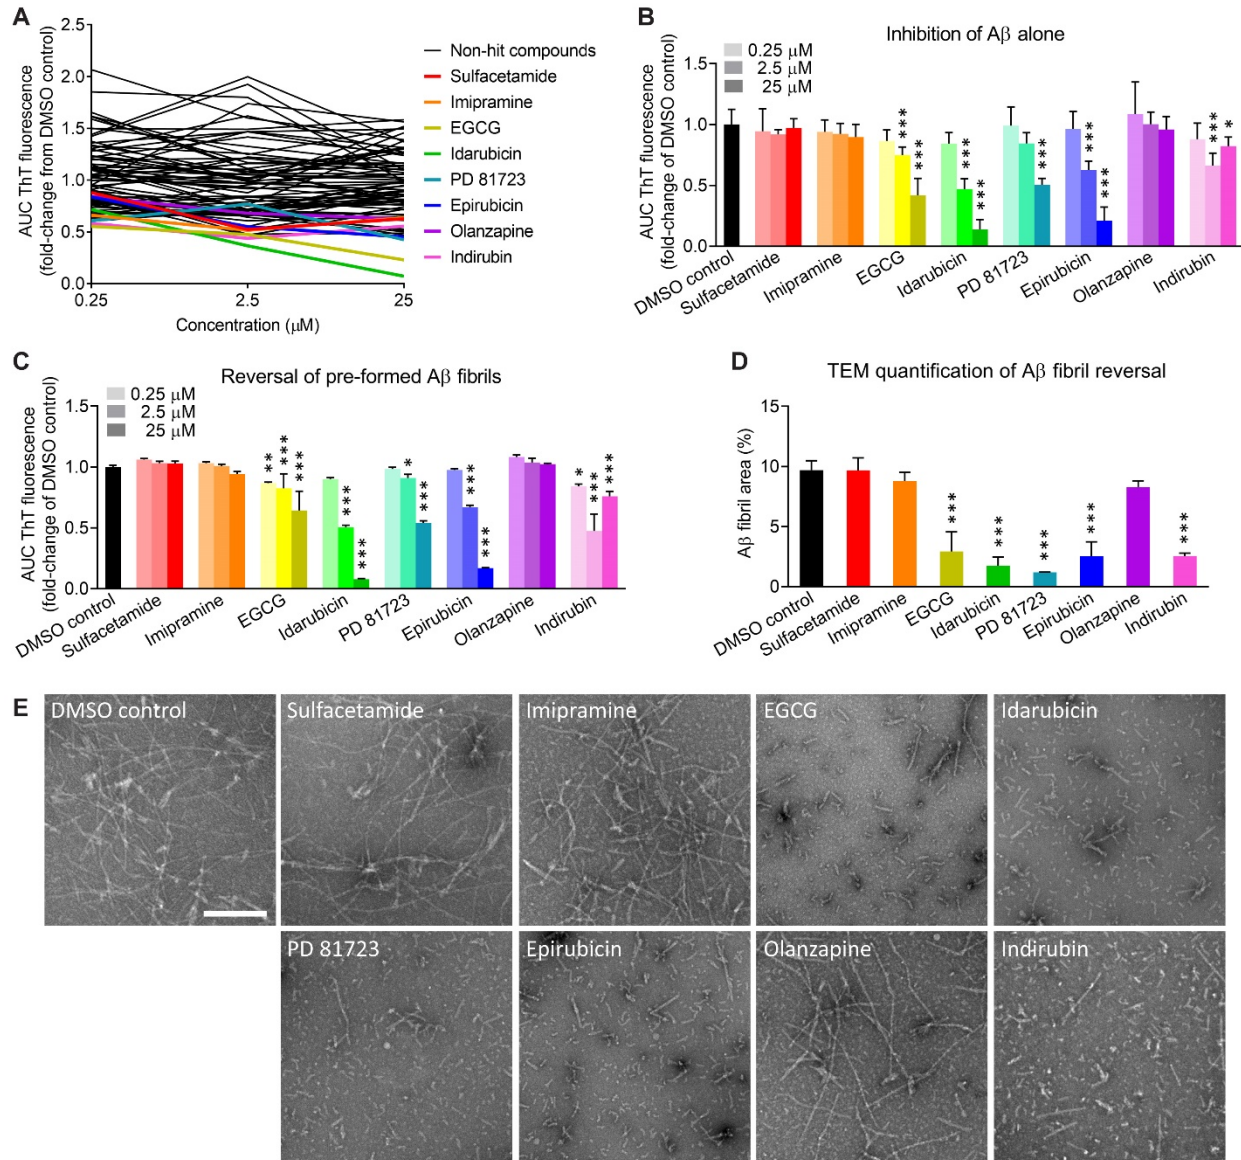 A
AUC ThT fluorescence
(fold-change from DMSO control)
2.5
2.0
1.5
1.0
0.5
0.0
0.25
2.5
25
Concentration (μM)
Non-hit compounds
Sulfacetamide
Imipramine
EGCG
Idarubicin
PD 81723
Epirubicin
Olanzapine
Indirubin
B
Inhibition of Aβ alone
0.25 μM
2.5 μM
25 μM
AUC ThT fluorescence
(fold-change of DMSO control)
1.5
1.0
0.5
0.0
***
***
***
***
***
***
***
***
*
DMSO control
Sulfacetamide
Imipramine
EGCG
Idarubicin
PD 81723
Epirubicin
Olanzapine
Indirubin
C
Reversal of pre-formed Aβ fibrils
0.25 μM
2.5 μM
25 μM
AUC ThT fluorescence
(fold-change of DMSO control)
1.5
1.0
0.5
0.0
**
***
***
***
***
*
***
***
***
*
***
***
DMSO control
Sulfacetamide
Imipramine
EGCG
Idarubicin
PD 81723
Epirubicin
Olanzapine
Indirubin
D
TEM quantification of Aβ fibril reversal
Aβ fibril area (%)
15
10
5
0
***
***
***
***
***
DMSO control
Sulfacetamide
Imipramine
EGCG
Idarubicin
PD 81723
Epirubicin
Olanzapine
Indirubin
E
DMSO control
Sulfacetamide
Imipramine
EGCG
Idarubicin
PD 81723
Epirubicin
Olanzapine
Indirubin